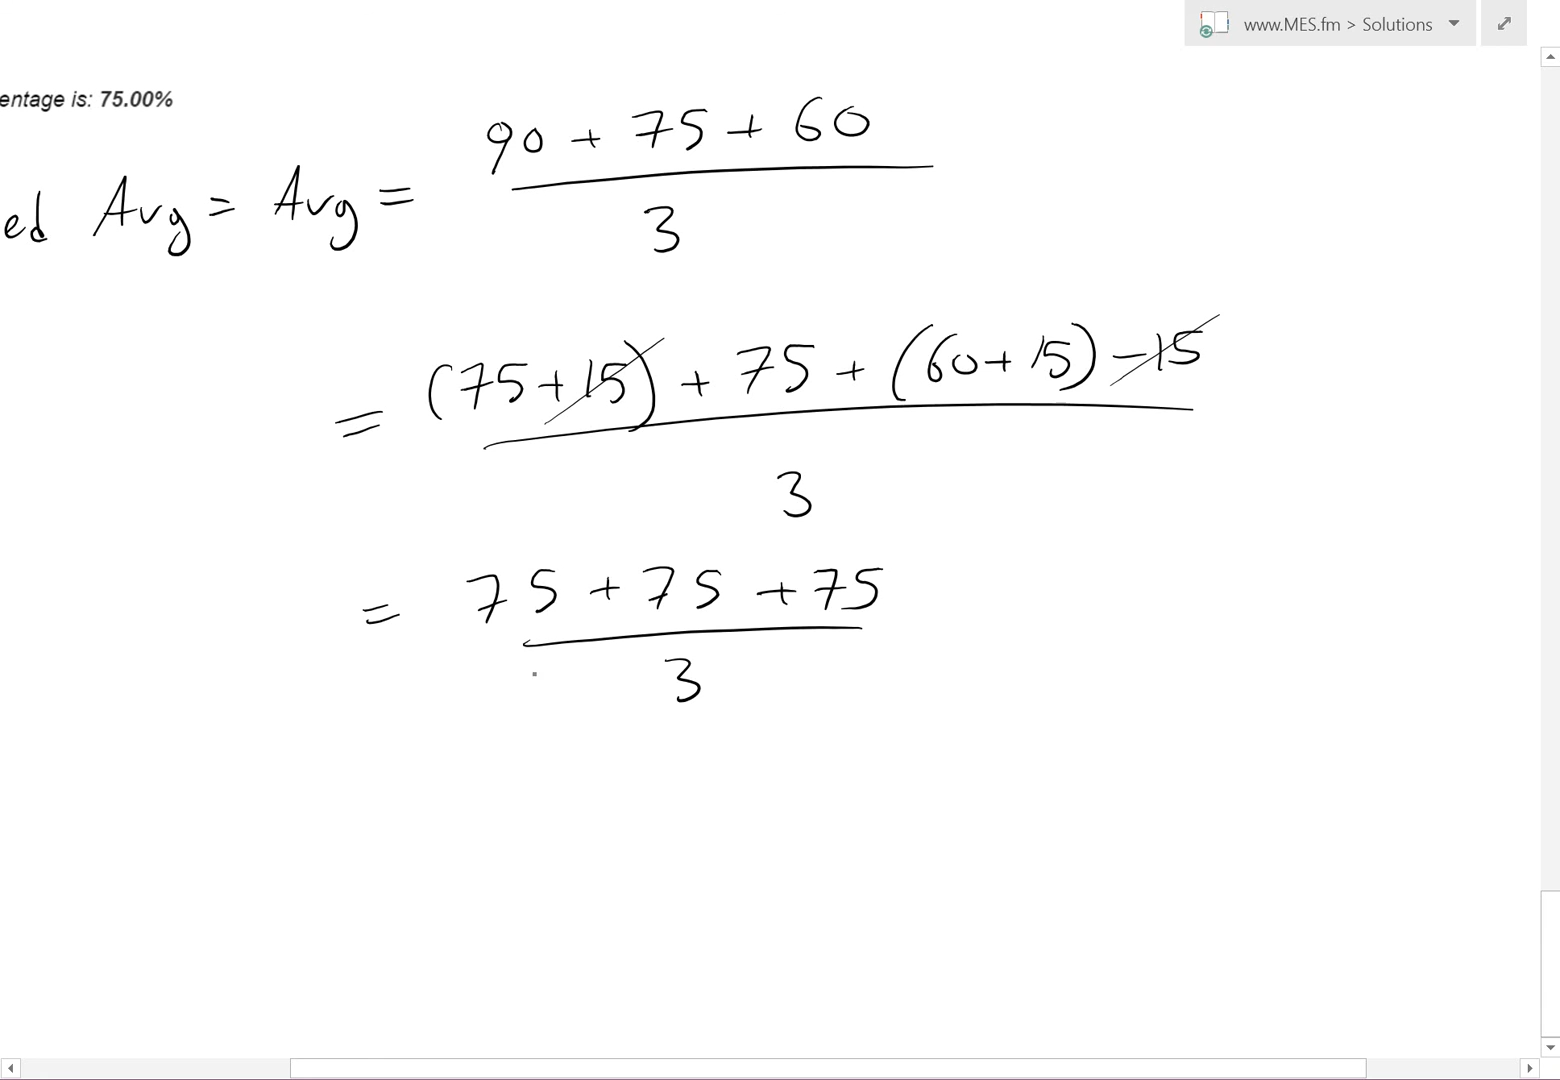 www.MES.fm > Solutions
entage is: 75.00%
90 + 75 + 60
ed Avg = Avg =
3
(75+15) + 75 + (60+15) -15
=
3
= 75 + 75 + 75
3